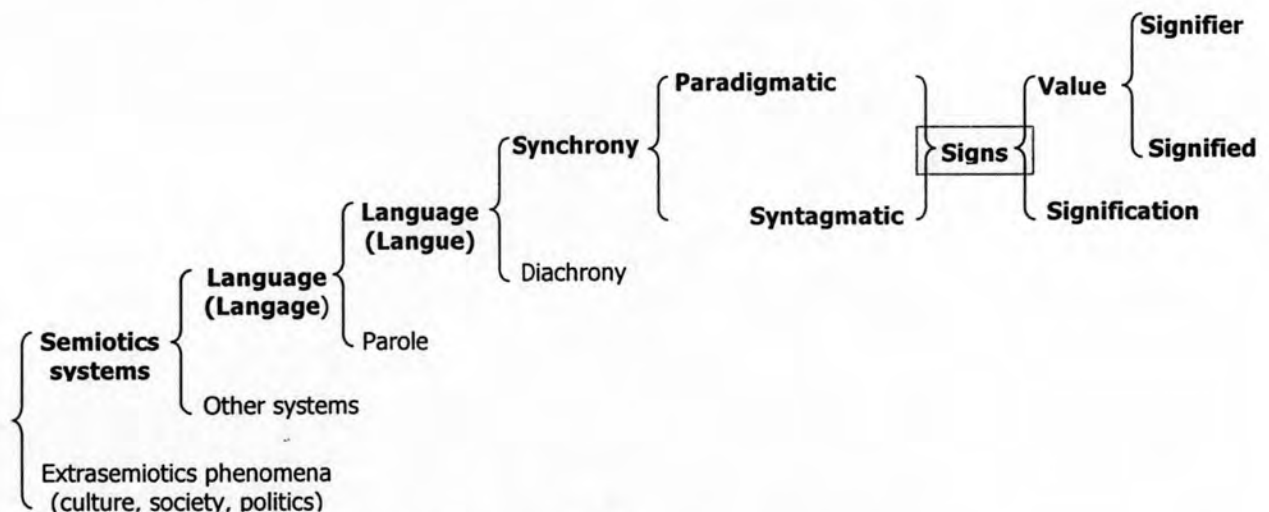 Signifier
Paradigmatic
Value
Synchrony
Signs
Signified
Language
(Langue)
Syntagmatic
Signification
Language
(Langage)
Diachrony
Semiotics
systems
Parole
Other systems
Extrasemiotics phenomena
(culture, society, politics)